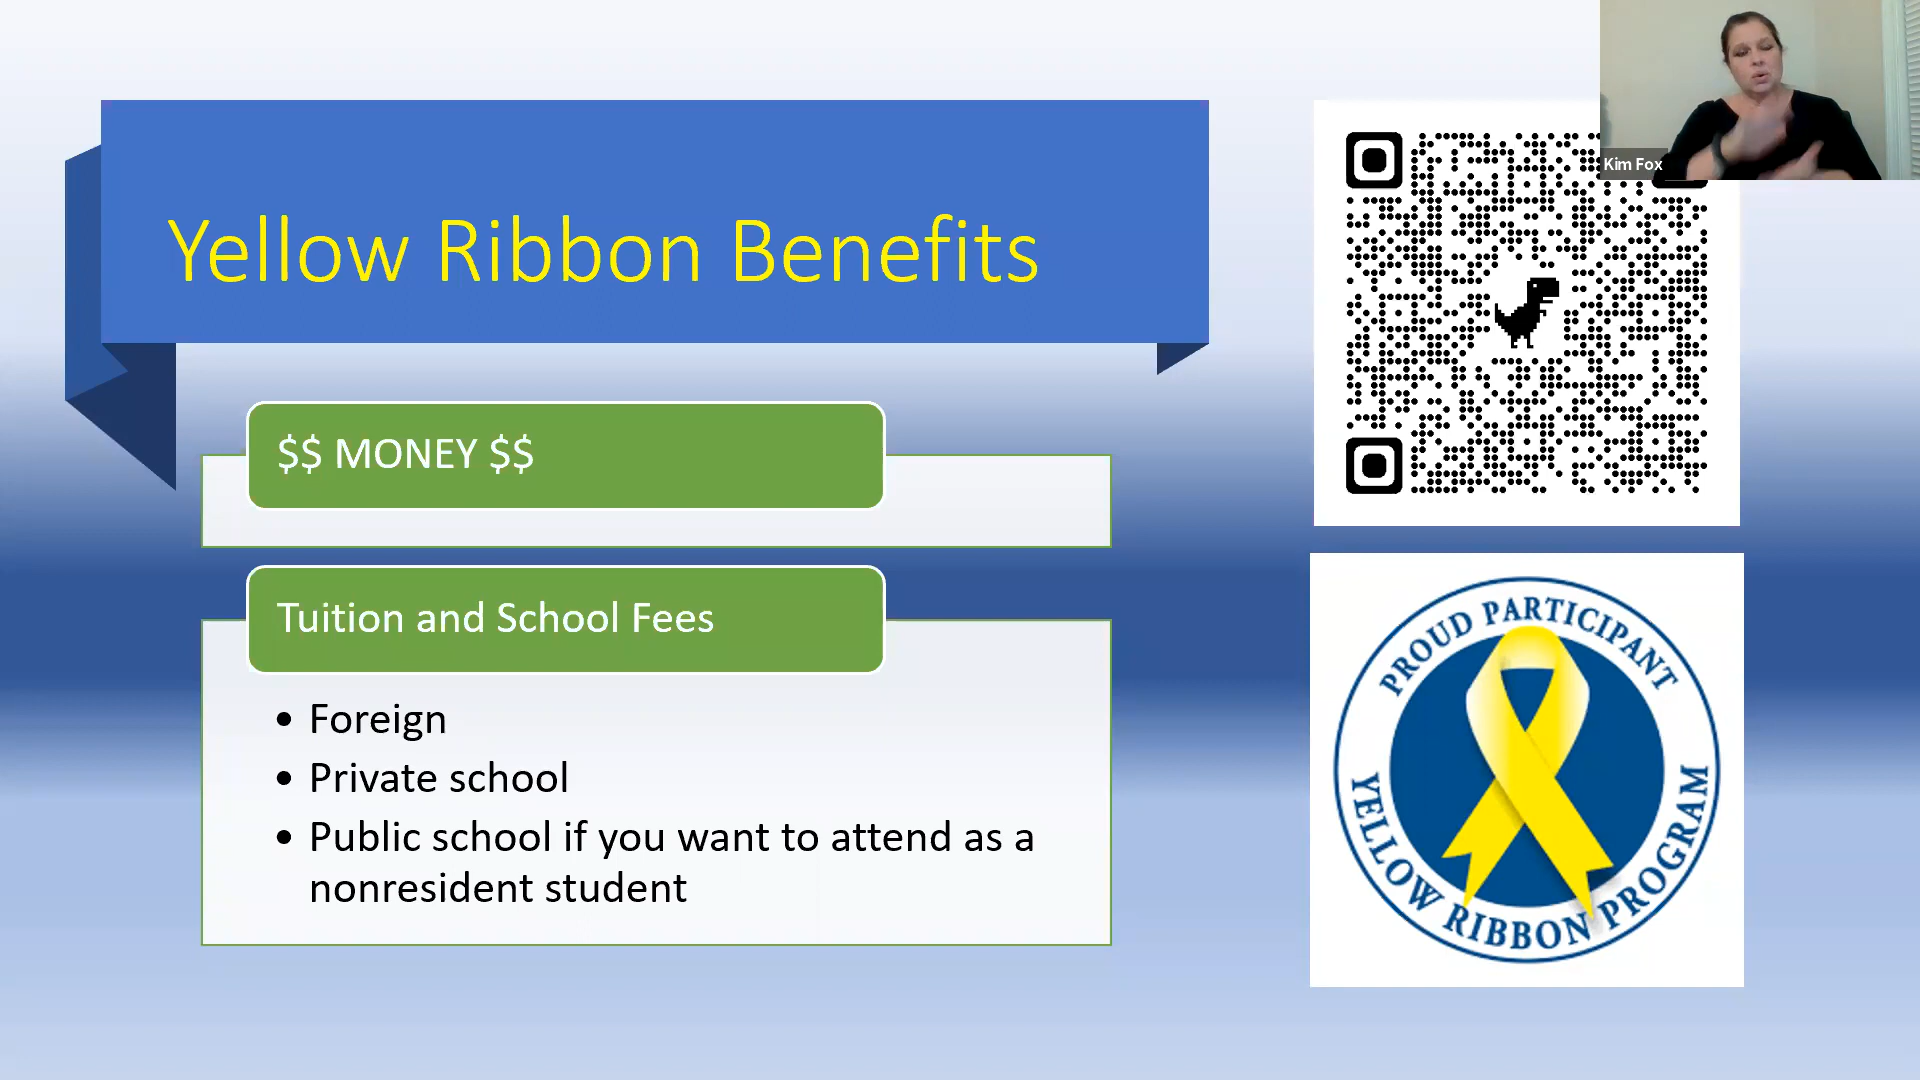 Yellow Ribbon Benefits
$$ MONEY $$
Tuition and School Fees
• Foreign
• Private school
• Public school if you want to attend as a
nonresident student
Kim Fox
PROUD PARTICIPANT
YELLOW RIBBON PROGRAM